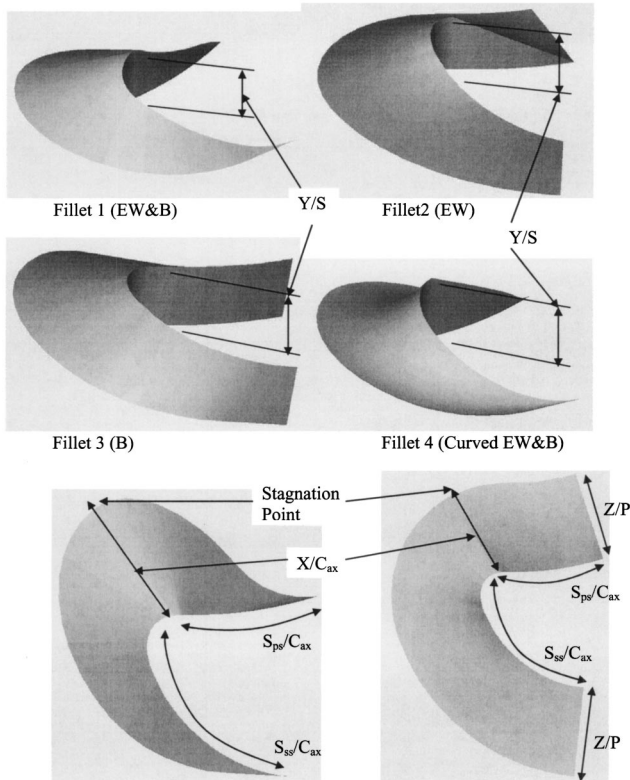 Fillet 1 (EW&B)
Y/S
Fillet2 (EW)
Y/S
Fillet 3 (B)
Fillet 4 (Curved EW&B)
Stagnation
Point
X/Cax
Sps/Cax
Sss/Cax
Z/P
Sps/Cax
Sss/Cax
Z/P